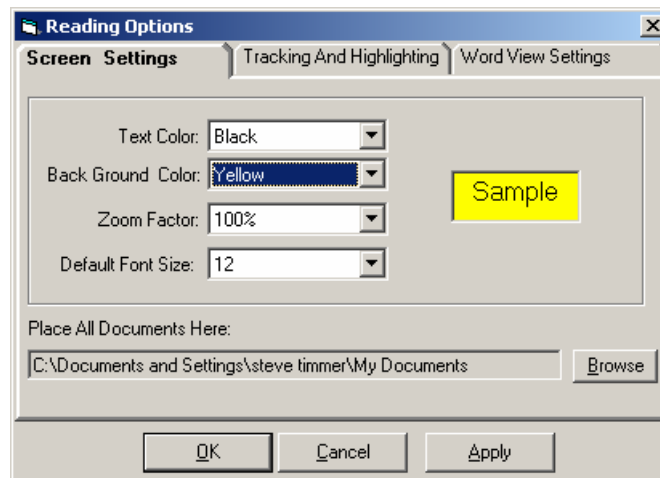 Reading Options
Screen Settings Tracking And Highlighting Word View Settings
Text Color: Black
Back Ground Color: Yellow
Sample
Zoom Factor: 100%
Default Font Size: 12
Place All Documents Here:
C:\Documents and Settings\steve timmer\My Documents Browse
OK Cancel Apply